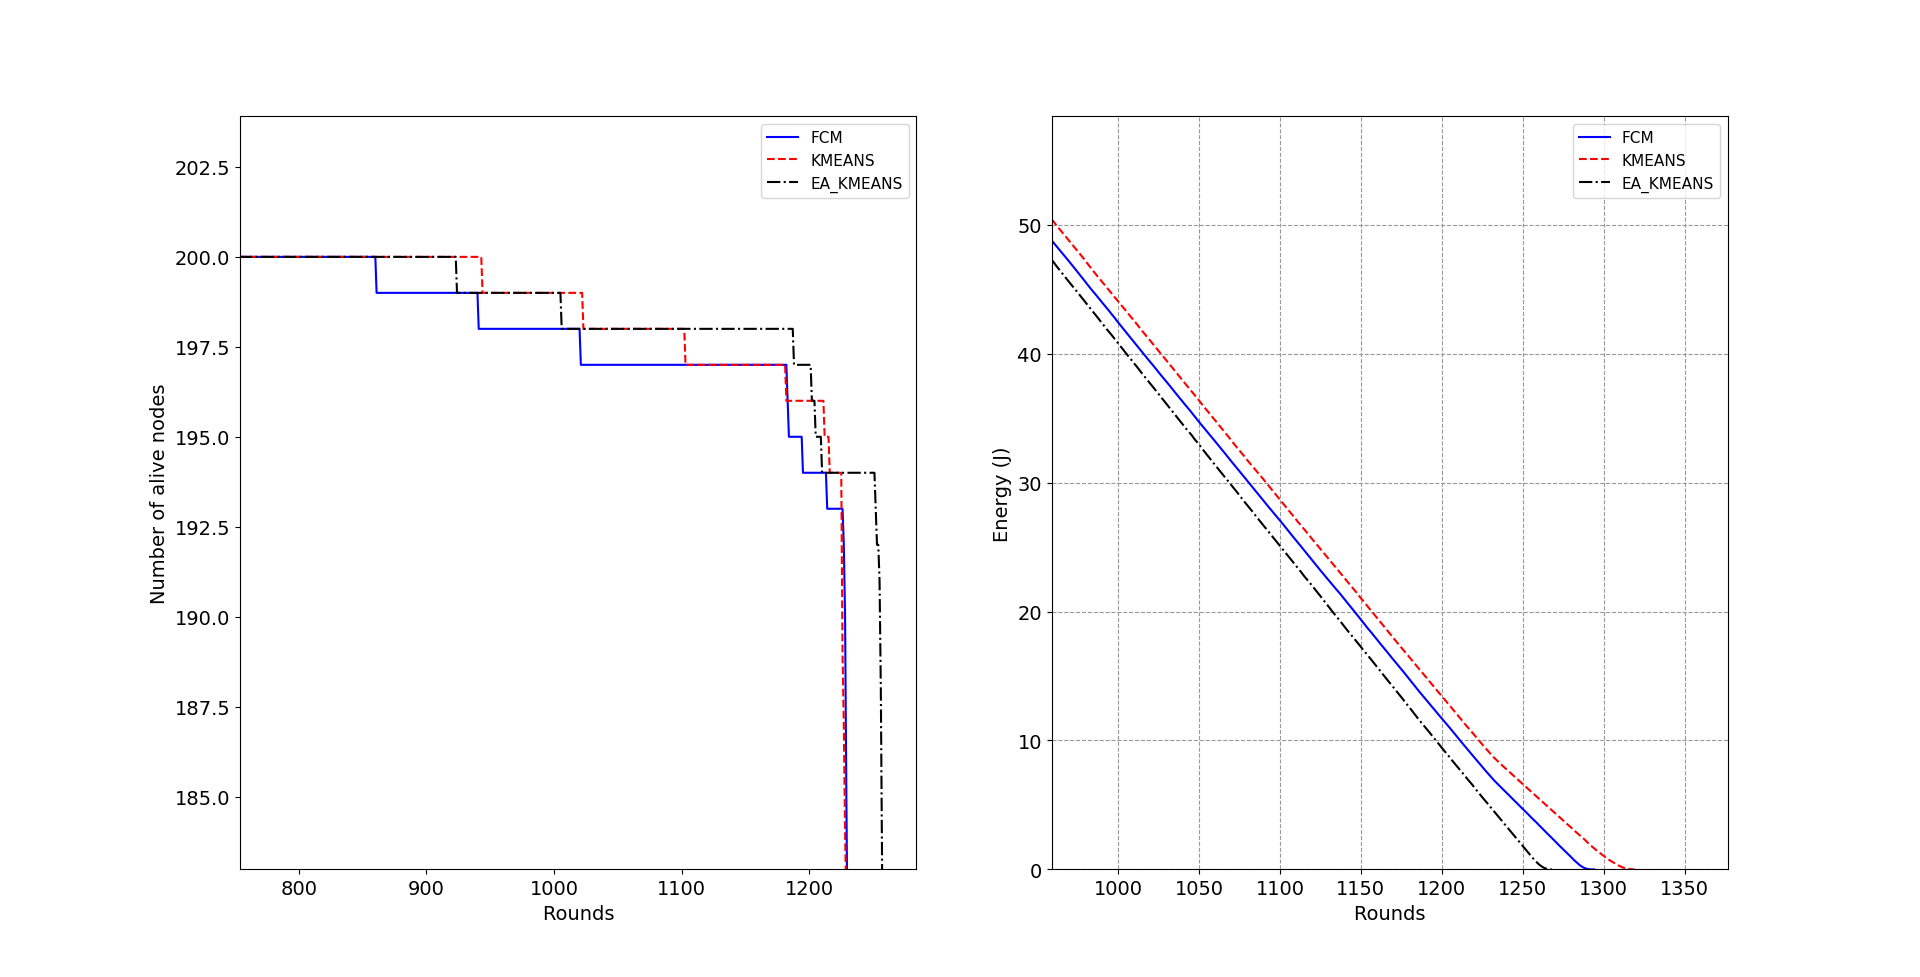 FCM
KMEANS
EA_KMEANS
202.5
200.0
197.5
195.0
192.5
190.0
187.5
185.0
Number of alive nodes
800 900 1000 1100 1200
Rounds
FCM
KMEANS
EA_KMEANS
50
40
30
20
10
0
Energy (J)
1000 1050 1100 1150 1200 1250 1300 1350
Rounds